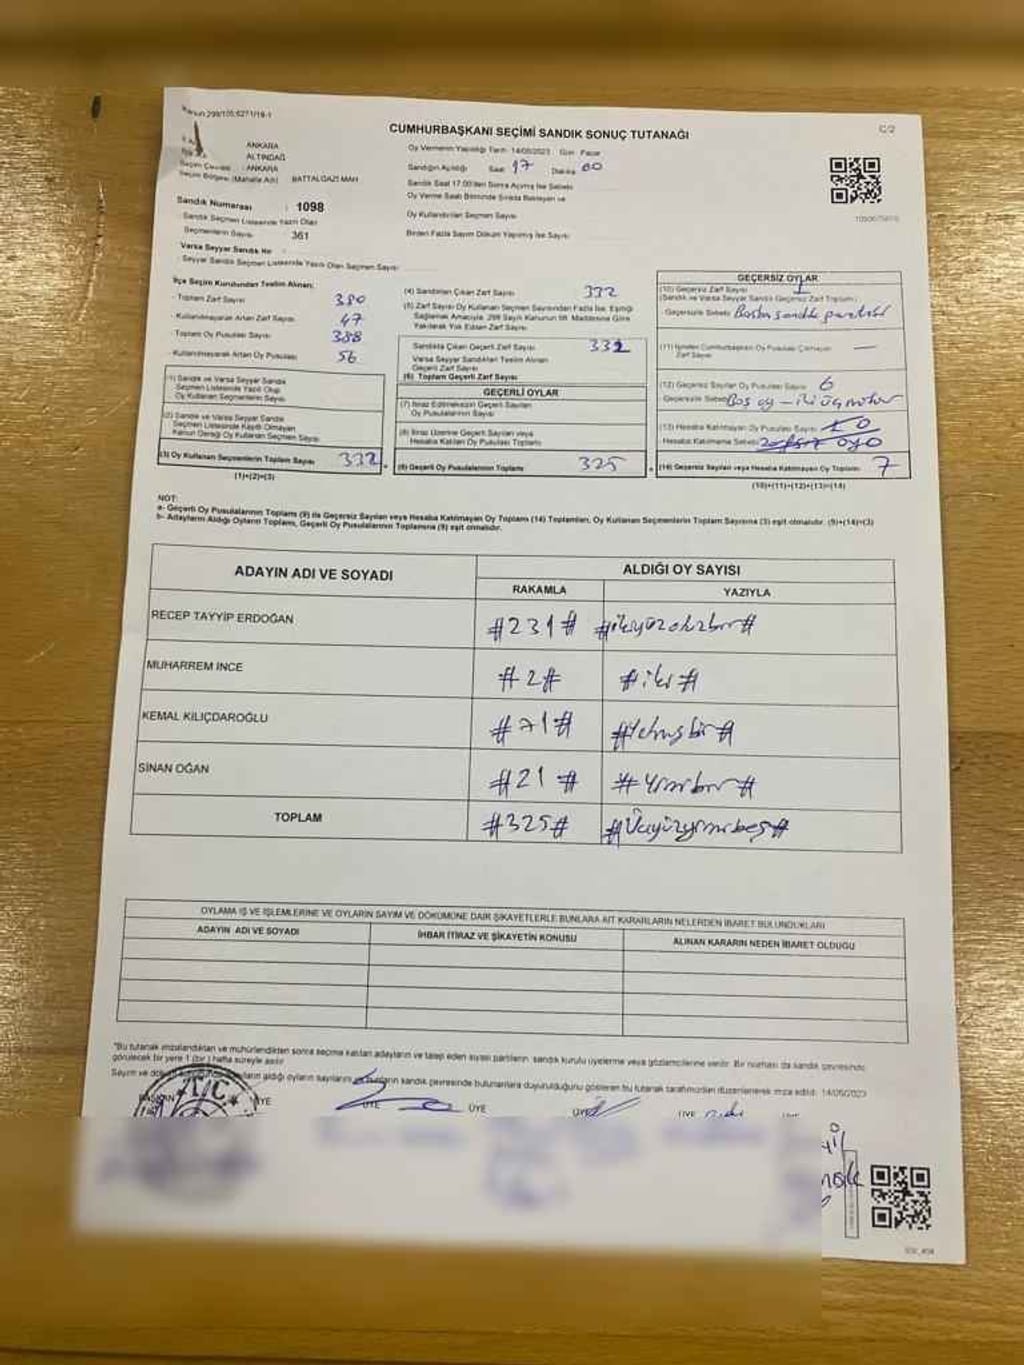 Kanun:298/105;6271/19-1
C/2
CUMHURBAŞKANI SEÇİMİ SANDIK SONUÇ TUTANAĞI
ANKARA
ALTINDAĞ
Seçim Çevresi : ANKARA
Seçim Bölgesi (Mahalle Adı) BATTALGAZİ MAH
Sandık Numarası : 1098
Sandık Seçmen Listesinde Yazılı Olan
Seçmenlerin Sayısı 361
Varsa Seyyar Sandık Nr
Seyyar Sandık Seçmen Listesinde Yazılı Olan Seçmen Sayısı
Oy Vermenin Yapıldığı Tarih 14/05/2023 Gün Pazar
Sandığın Açıldığı Saat 17 Dakika 00
Sandık Saat 17.00'den Sonra Açılmış İse Sebebi
Oy Verme Saati Bitiminde Sırada Bekleyen ve
Oy Kullandırılan Seçmen Sayısı
Birden Fazla Sayım Döküm Yapılmış İse Sayısı
İlçe Seçim Kurulundan Teslim Alınan;
Toplam Zarf Sayısı 380
Kullanılmayarak Artan Zarf Sayısı 47
Toplam Oy Pusulası Sayısı 388
Kullanılmayarak Artan Oy Pusulası 56
(1) Sandık ve Varsa Seyyar Sandık
Seçmen Listesinde Yazılı Olup
Oy Kullanan Seçmenlerin Sayısı
(2) Sandık ve Varsa Seyyar Sandık
Seçmen Listesinde Kayıtlı Olmayan
Kanun Gereği Oy Kullanan Seçmen Sayısı
(3) Oy Kullanan Seçmenlerin Toplam Sayısı 332
(1)+(2)=(3)
(4) Sandıktan Çıkan Zarf Sayısı 332
(5) Zarf Sayısı Oy Kullanan Seçmen Sayısından Fazla İse, Eşitliği
Sağlamak Amacıyla, 298 Sayılı Kanunun 98. Maddesine Göre
Yakılarak Yok Edilen Zarf Sayısı
Sandıkta Çıkan Geçerli Zarf Sayısı 331
Varsa Seyyar Sandıktan Teslim Alınan
Geçerli Zarf Sayısı
(6) Toplam Geçerli Zarf Sayısı
GEÇERLİ OYLAR
(7) İtiraz Edilmeksizin Geçerli Sayılan
Oy Pusulasının Sayısı
(8) İtiraz Üzerine Geçerli Sayılan veya
Hesaba Katılan Oy Pusulası Toplamı
(9) Geçerli Oy Pusulalarının Toplamı 325
GEÇERSİZ OYLAR
(10) Geçersiz Zarf Sayısı 1
(Sandık ve Varsa Seyyar Sandık Geçersiz Zarf Toplamı)
Geçersizlik Sebebi
(11) İçinden Cumhurbaşkanı Oy Pusulası Çıkmayan —
Zarf Sayısı
(12) Geçersiz Sayılan Oy Pusulası Sayısı 6
Geçersizlik Sebebi Boş oy – iki üç mühür
(13) Hesaba Katılmayan Oy Pusulası Sayısı 0
Hesaba Katılmama Sebebi
(14) Geçersiz Sayılan veya Hesaba Katılmayan Oy Toplamı 7
(10)+(11)+(12)+(13)=(14)
NOT:
a- Geçerli Oy Pusulasının Toplamı (9) ile Geçersiz Sayılan veya Hesaba Katılmayan Oy Toplamı (14) Toplamları, Oy Kullanan Seçmenlerin Toplam Sayısına (3) eşit olmalıdır. (9)+(14)=(3)
b- Adayların Aldığı Oyların Toplamı, Geçerli Oy Pusulalarının Toplamına (9) eşit olmalıdır.
ADAYIN ADI VE SOYADI
ALDIĞI OY SAYISI
RAKAMLA
YAZIYLA
RECEP TAYYİP ERDOĞAN #231# #ikiyüzotuzbir#
MUHARREM İNCE #2# #iki#
KEMAL KILIÇDAROĞLU #71# #Yetmişbir#
SİNAN OĞAN #21# #Yirmibir#
TOPLAM #325# #Üçyüzyirmibeş#
OYLAMA İŞ VE İŞLEMLERİNE VE OYLARIN SAYIM VE DÖKÜMÜNE DAİR ŞİKAYETLERLE BUNLARA AİT KARARLARIN NELERDEN İBARET BULUNDUKLARI
ADAYIN ADI VE SOYADI
İHBAR İTİRAZ VE ŞİKAYETİN KONUSU
ALINAN KARARIN NEDEN İBARET OLDUĞU
"Bu tutanak imzalandıktan ve mühürlendikten sonra seçime katılan adayların ve talep eden siyasi partilerin sandık kurulu üyelerine veya gözlemcilerine verilir. Bir nüshası da sandık çevresinde
görülecek bir yere 1 (bir) hafta süreyle asılır
aldığı oyların sayılarını sandık çevresinde bulunanlara duyurulduğunu gösteren bu tutanak tarafımızdan düzenlenerek imza edildi. 14/05/2023
T.C.
BAŞKAN ÜYE ÜYE ÜYE ÜYE ÜYE